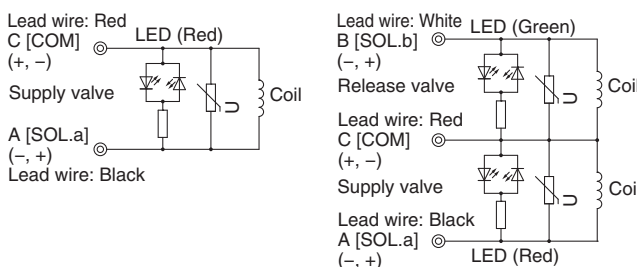 Lead wire: Red
C [COM]
LED (Red)
(+, −)
Supply valve
Coil
A [SOL.a]
(−, +)
Lead wire: Black
U
Lead wire: White
LED (Green)
B [SOL.b]
(−, +)
Release valve
Coil
U
Lead wire: Red
C [COM]
(+, −)
Supply valve
Coi
U
Lead wire: Black
A [SOL.a]
(−, +)
LED (Red)